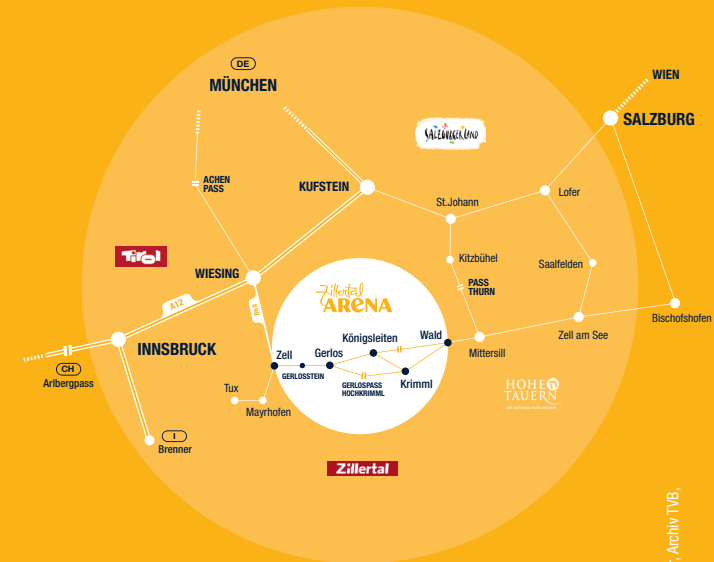 DE
MÜNCHEN
WIEN
SALZBURG
SALZBURGERLAND
ACHEN
PASS
KUFSTEIN
Lofer
St.Johann
Tirol
Kitzbühel
Saalfelden
WIESING
PASS
THURN
Zillertal
ARENA
A12
B169
Bischofshofen
Königsleiten
Wald
Zell am See
INNSBRUCK
Zell
Gerlos
Mittersill
CH
Arlbergpass
GERLOSSTEIN
GERLOSPASS
HOCHKRIMML
Krimml
Tux
Mayrhofen
HOHE
TAUERN
I
Brenner
Zillertal
, Archiv TVB,